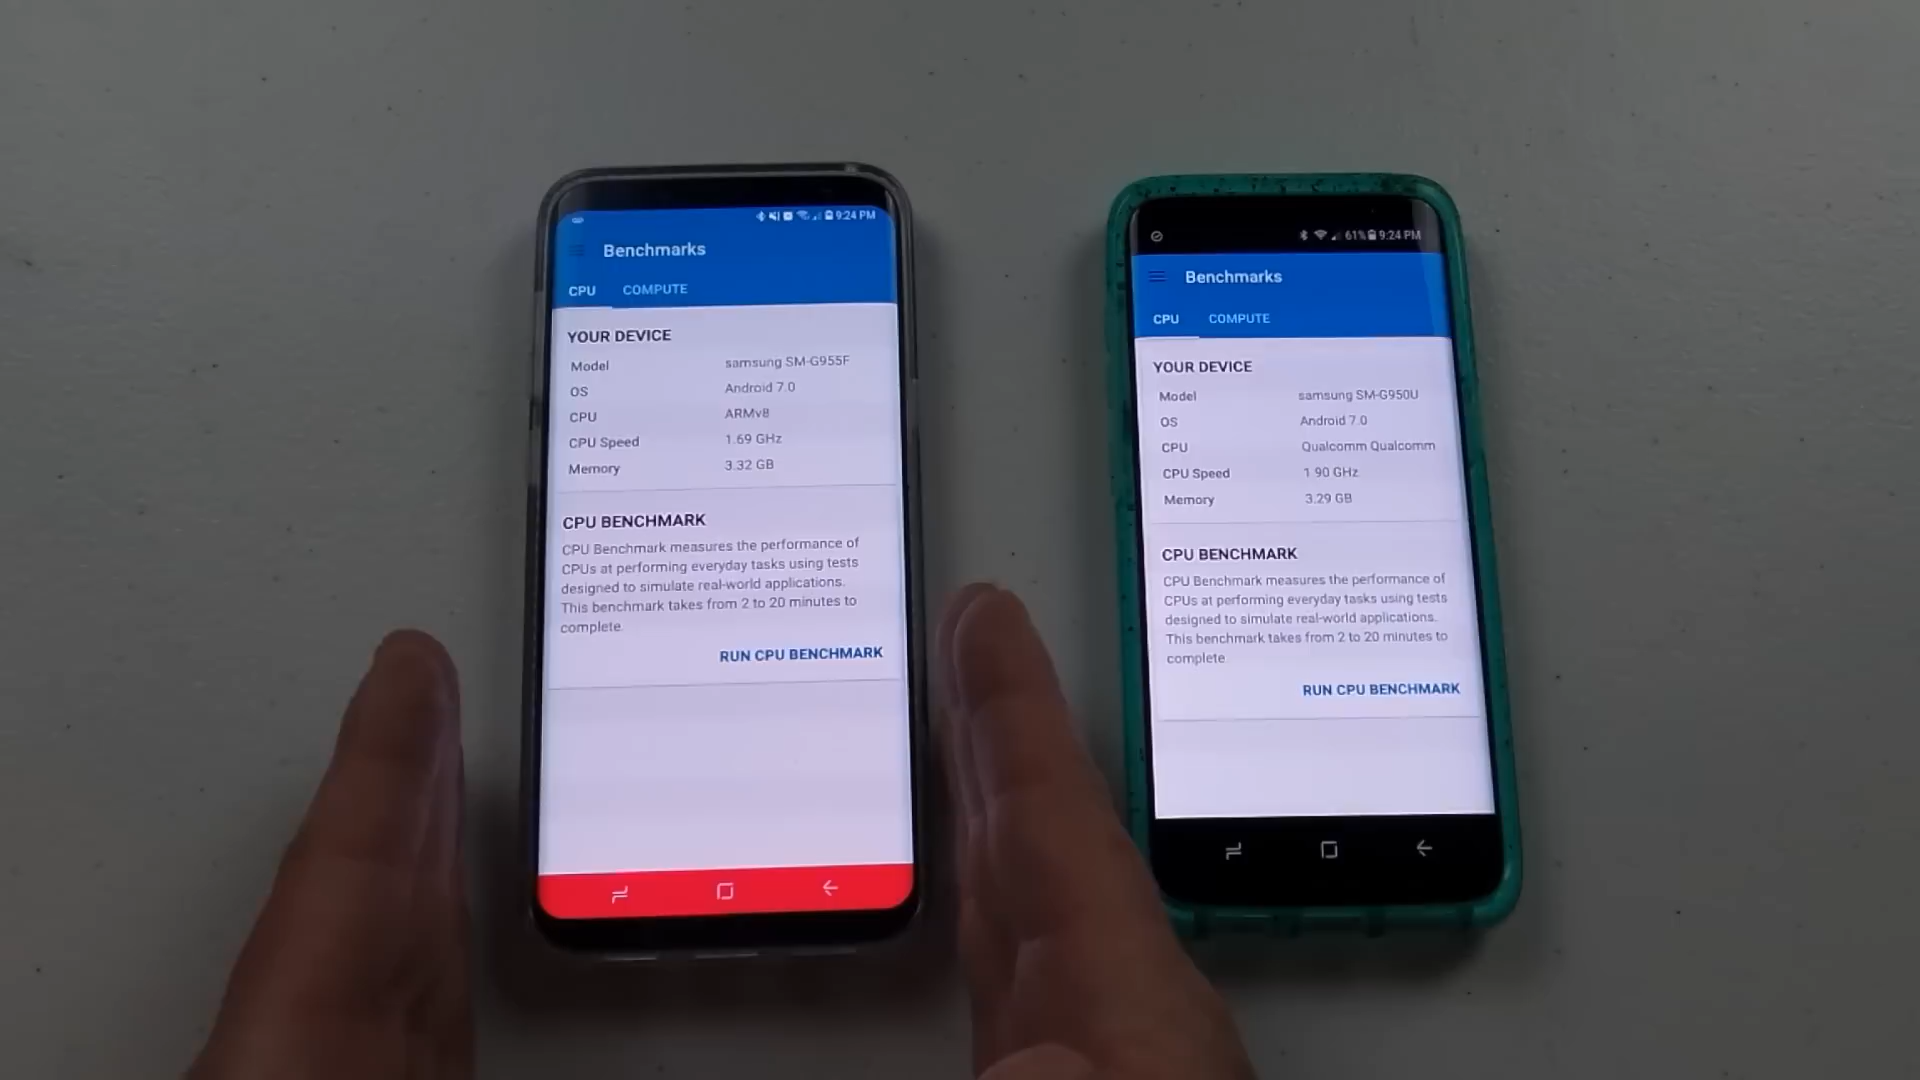 9:24 PM
Benchmarks
CPU COMPUTE
YOUR DEVICE
Model samsung SM-G955F
OS Android 7.0
CPU ARMv8
CPU Speed 1.69 GHz
Memory 3.32 GB
CPU BENCHMARK
CPU Benchmark measures the performance of
CPUs at performing everyday tasks using tests
designed to simulate real-world applications.
This benchmark takes from 2 to 20 minutes to
complete.
RUN CPU BENCHMARK
61% 9:24 PM
Benchmarks
CPU COMPUTE
YOUR DEVICE
Model samsung SM-G950U
OS Android 7.0
CPU Qualcomm Qualcomm
CPU Speed 1.90 GHz
Memory 3.29 GB
CPU BENCHMARK
CPU Benchmark measures the performance of
CPUs at performing everyday tasks using tests
designed to simulate real-world applications.
This benchmark takes from 2 to 20 minutes to
complete.
RUN CPU BENCHMARK